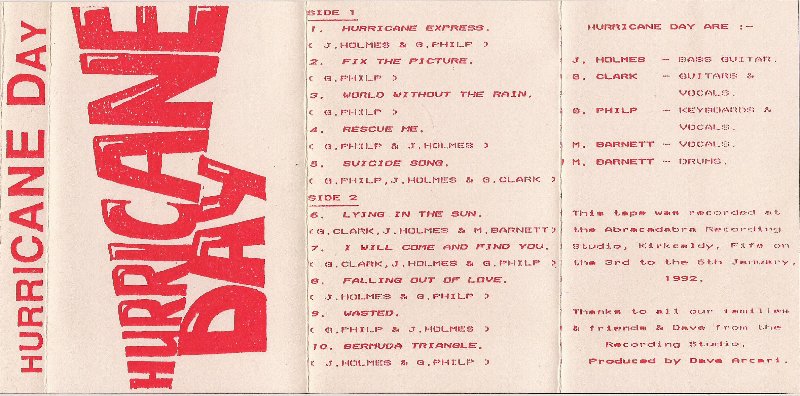 HURRICANE DAY
HURRICANE
DAY
SIDE 1
1. HURRICANE EXPRESS.
( J.HOLMES & G.PHILP )
2. FIX THE PICTURE.
( G.PHILP )
3. WORLD WITHOUT THE RAIN.
( G.PHILP )
4. RESCUE ME.
( G.PHILP & J.HOLMES )
5. SUICIDE SONG.
( G.PHILP,J.HOLMES & G.CLARK )
SIDE 2
6. LYING IN THE SUN.
(G.CLARK,J.HOLMES & M.BARNETT)
7. I WILL COME AND FIND YOU.
( G.CLARK,J.HOLMES & G.PHILP )
8. FALLING OUT OF LOVE.
( J.HOLMES & G.PHILP )
9. WASTED.
( G.PHILP & J.HOLMES )
10. BERMUDA TRIANGLE.
( J.HOLMES & G.PHILP )
HURRICANE DAY ARE :-
J. HOLMES - BASS GUITAR.
G. CLARK - GUITARS &
VOCALS.
G. PHILP - KEYBOARDS &
VOCALS.
M. BARNETT - VOCALS.
M. BARNETT - DRUMS.
This tape was recorded at
the Abracadabra Recording
Studio, Kirkcaldy, Fife on
the 3rd to the 5th January,
1992.
Thanks to all our families
& friends & Dave from the
Recording Studio.
Produced by Dave Arcari.